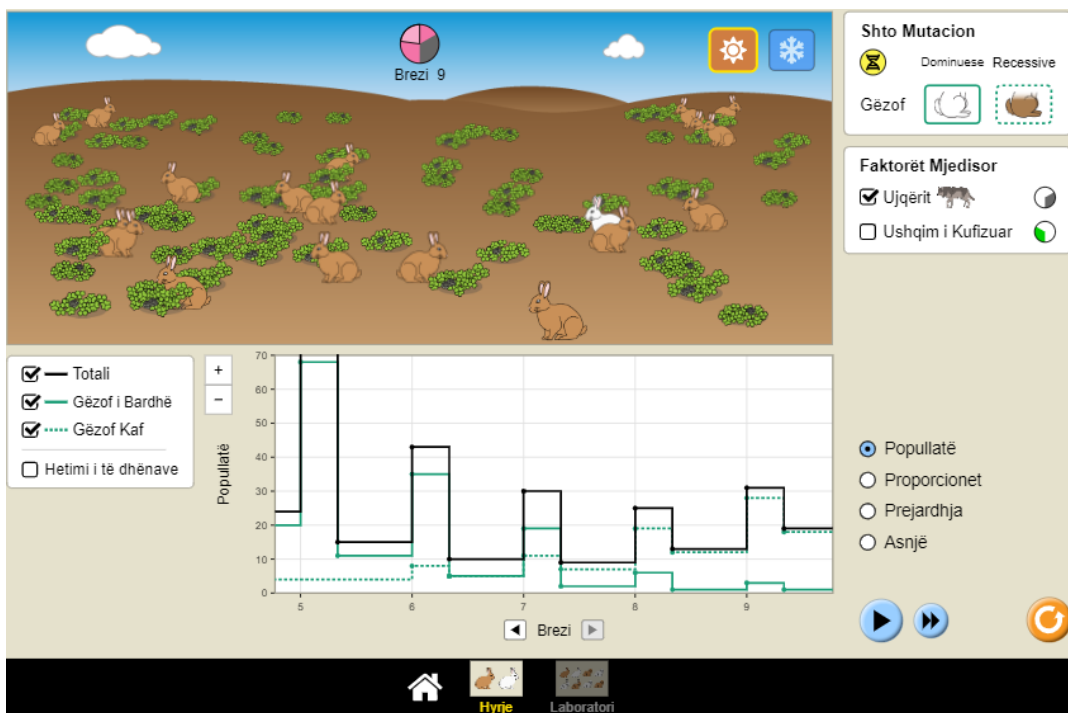 Brezi 9
Shto Mutacion
Dominuese Recessive
Gëzof
Faktorët Mjedisor
Ujqërit
Ushqim i Kufizuar
Totali
Gëzof i Bardhë
Gëzof Kaf
Hetimi i të dhënave
+
−
Popullatë
70
60
50
40
30
20
10
0
5 6 7 8 9
Brezi
Popullatë
Proporcionet
Prejardhja
Asnjë
Hyrje
Laboratori